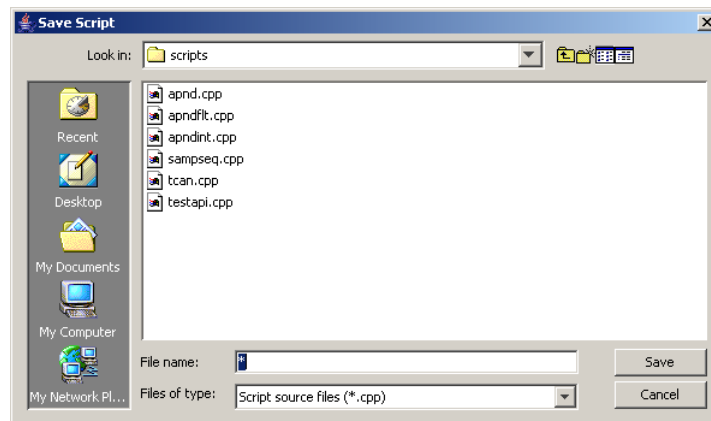 Save Script
Look in: scripts
apnd.cpp
apndflt.cpp
apndint.cpp
sampseq.cpp
tcan.cpp
testapi.cpp
Recent
Desktop
My Documents
My Computer
My Network Pl...
File name: * Save
Files of type: Script source files (*.cpp) Cancel